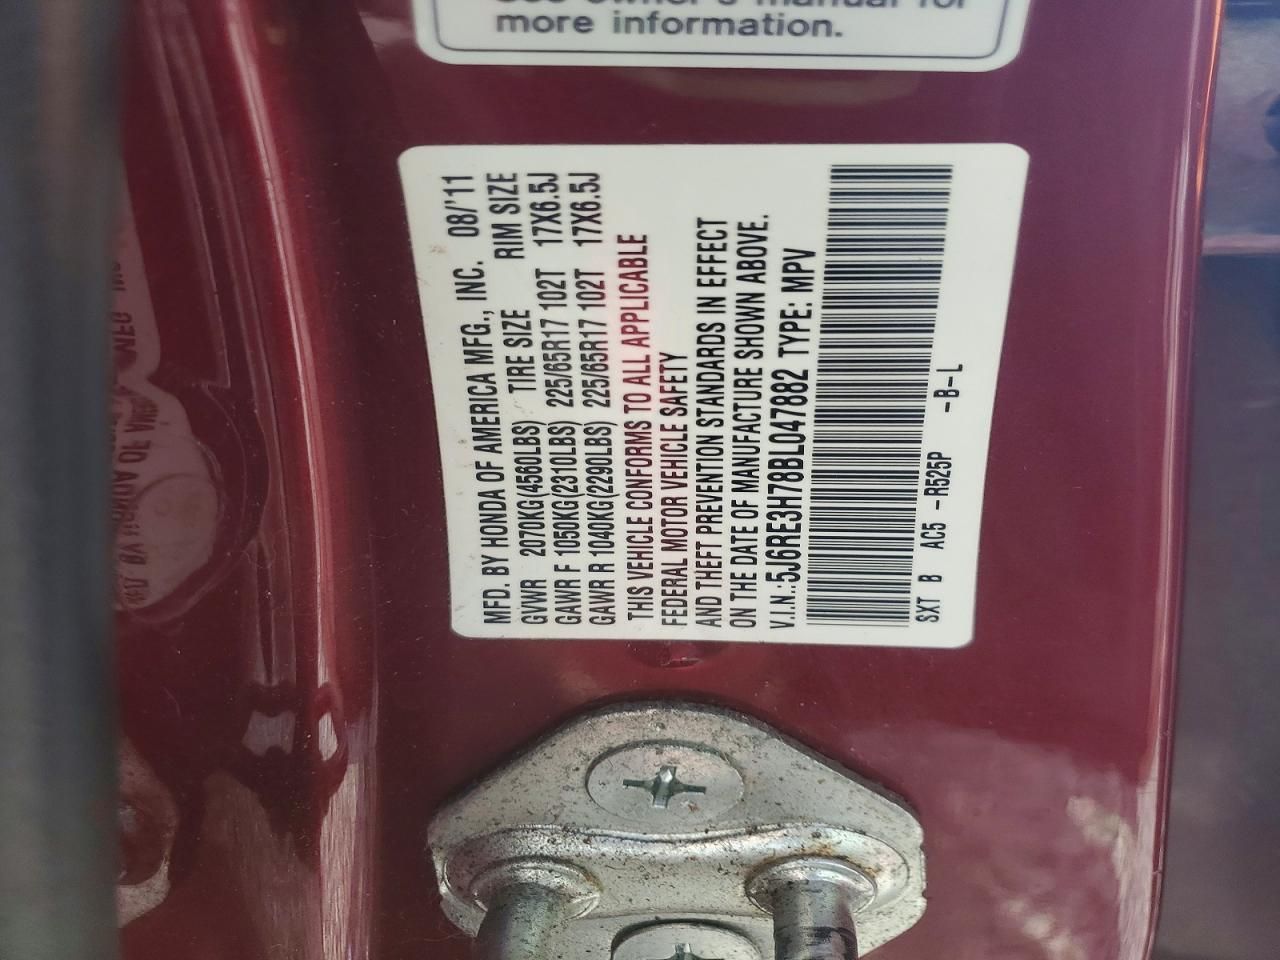 more information.
MFD. BY HONDA OF AMERICA MFG., INC. 08/'11
GVWR 2070KG(4560LBS) TIRE SIZE RIM SIZE
GAWR F 1050KG(2310LBS) 225/65R17 102T 17X6.5J
GAWR R 1040KG(2290LBS) 225/65R17 102T 17X6.5J
THIS VEHICLE CONFORMS TO ALL APPLICABLE
FEDERAL MOTOR VEHICLE SAFETY
AND THEFT PREVENTION STANDARDS IN EFFECT
ON THE DATE OF MANUFACTURE SHOWN ABOVE.
V.I.N.:5J6RE3H78BL047882 TYPE: MPV
SXT B AC5 -R525P -B-L